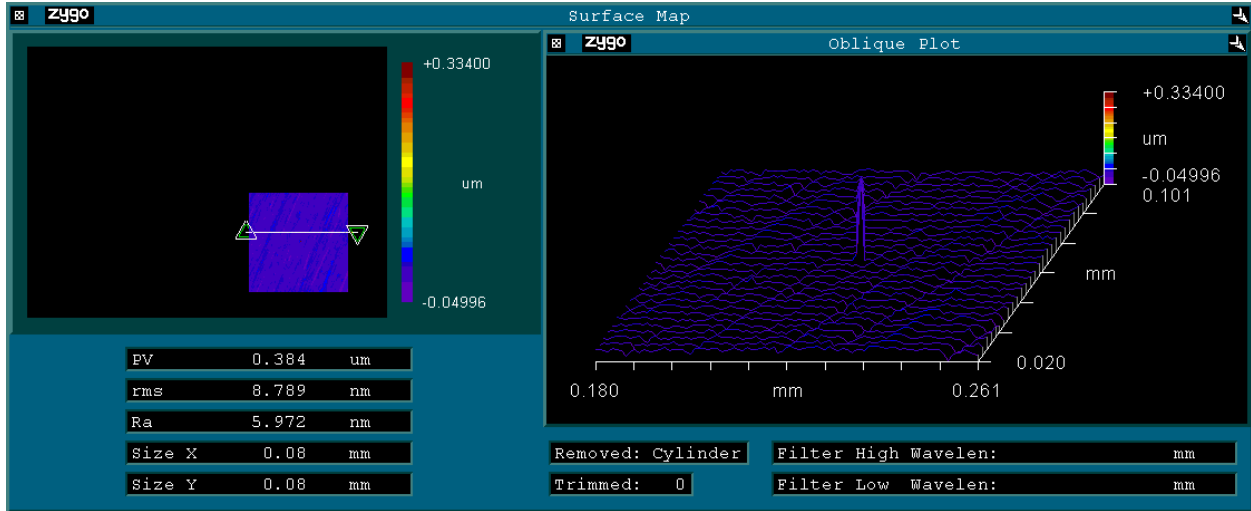 zygo Surface Map
+0.33400
um
-0.04996
zygo Oblique Plot
+0.33400
um
-0.04996
0.101
mm
0.020
0.180 mm 0.261
PV 0.384 um
rms 8.789 nm
Ra 5.972 nm
Size X 0.08 mm
Size Y 0.08 mm
Removed: Cylinder
Trimmed: 0
Filter High Wavelen: mm
Filter Low Wavelen: mm